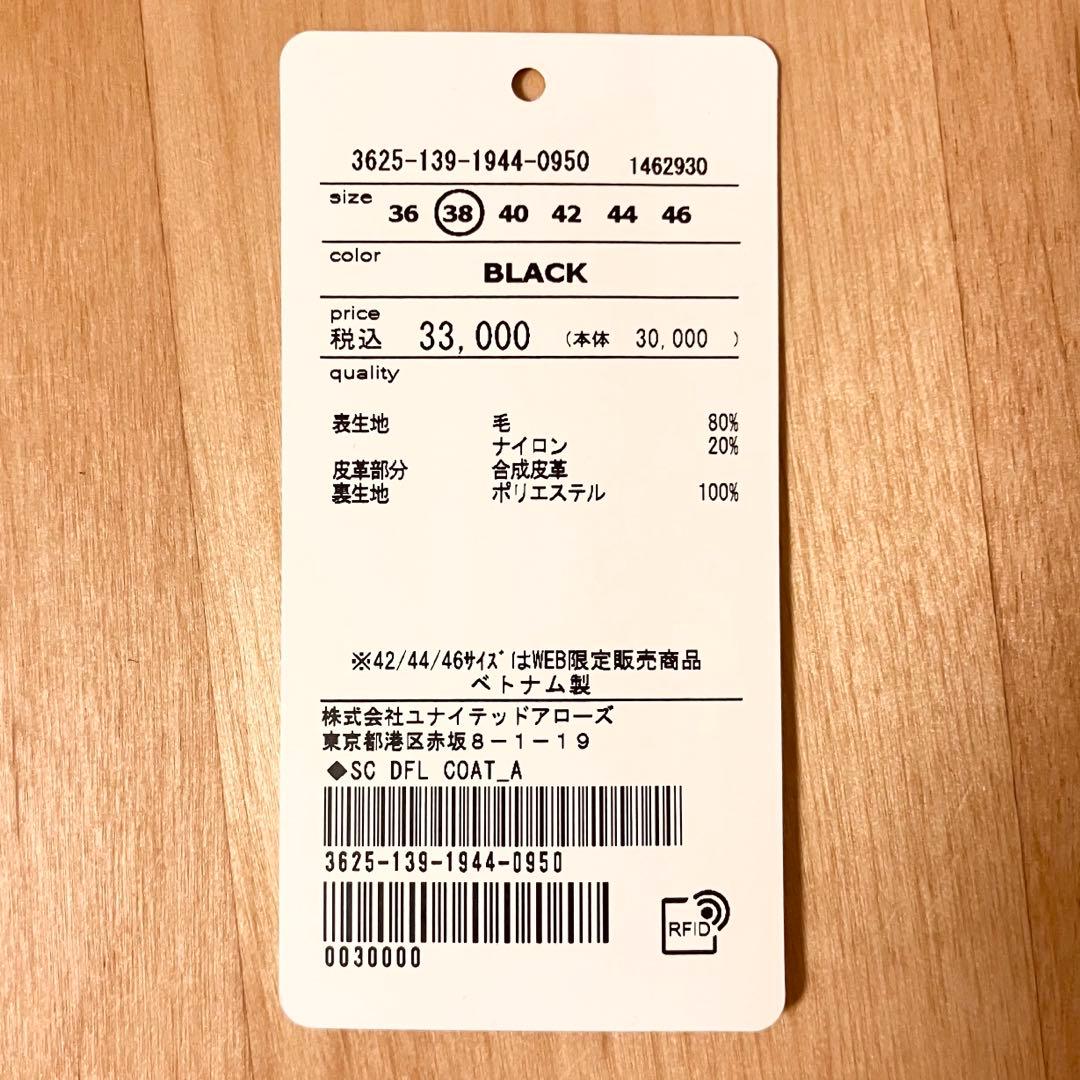 3625-139-1944-0950 1462930
size 36 38 40 42 44 46
color
BLACK
price
税込 33,000 (本体 30,000 )
quality
表生地 毛 80%
ナイロン 20%
皮革部分 合成皮革
裏生地 ポリエステル 100%
※42/44/46ｻｲｽﾞはWEB限定販売商品
ベトナム製
株式会社ユナイテッドアローズ
東京都港区赤坂８－１－１９
◆SC DFL COAT_A
3625-139-1944-0950
0030000
RFID